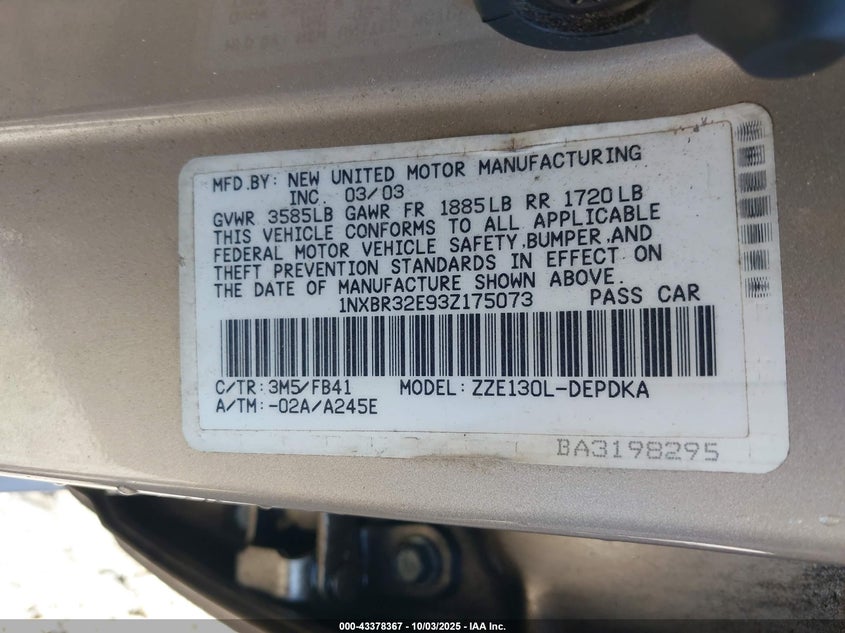 MFD.BY: NEW UNITED MOTOR MANUFACTURING
INC. 03/03
GVWR 3585LB GAWR FR 1885LB RR 1720LB
THIS VEHICLE CONFORMS TO ALL APPLICABLE
FEDERAL MOTOR VEHICLE SAFETY,BUMPER,AND
THEFT PREVENTION STANDARDS IN EFFECT ON
THE DATE OF MANUFACTURE SHOWN ABOVE.
1NXBR32E93Z175073 PASS CAR
C/TR: 3M5/FB41 MODEL: ZZE130L-DEPDKA
A/TM: -02A/A245E
BA3198295
000-43378367 - 10/03/2025 - IAA Inc.